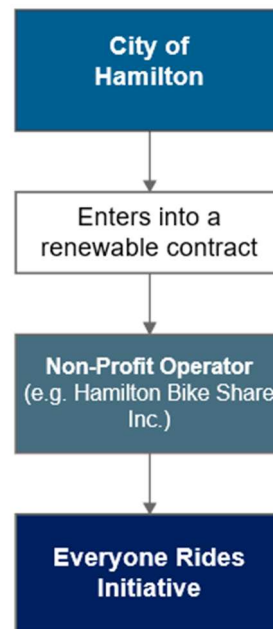 City of
Hamilton
Enters into a
renewable contract
Non-Profit Operator
(e.g. Hamilton Bike Share
Inc.)
Everyone Rides
Initiative